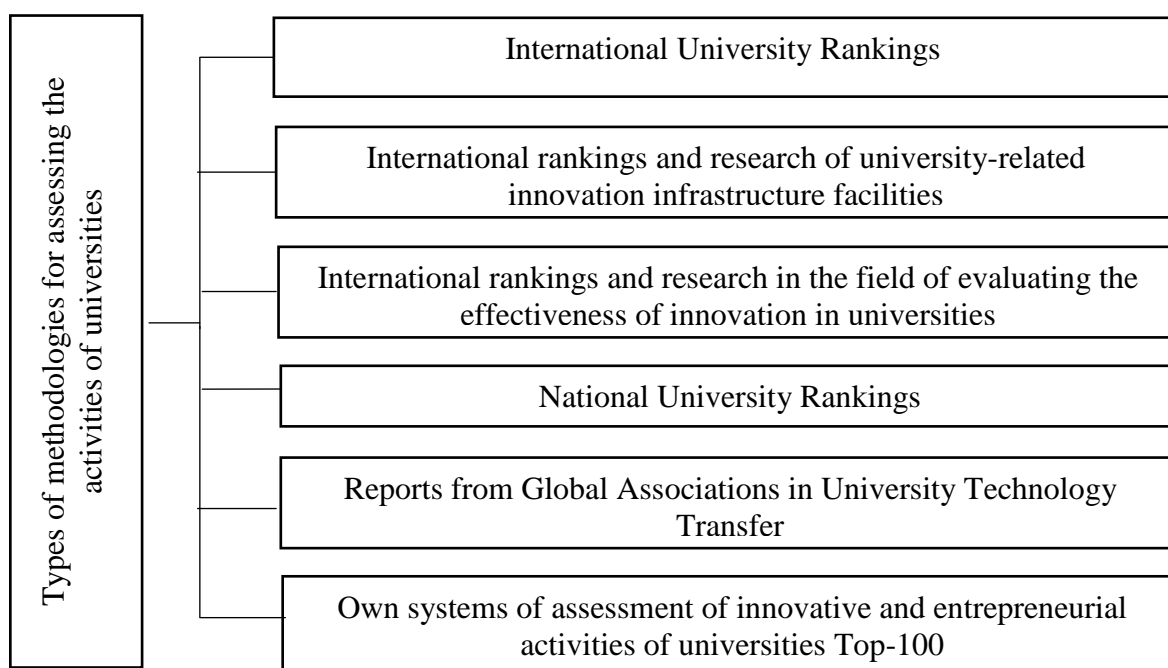 Types of methodologies for assessing the
activities of universities
International University Rankings
International rankings and research of university-related
innovation infrastructure facilities
International rankings and research in the field of evaluating the
effectiveness of innovation in universities
National University Rankings
Reports from Global Associations in University Technology
Transfer
Own systems of assessment of innovative and entrepreneurial
activities of universities Top-100